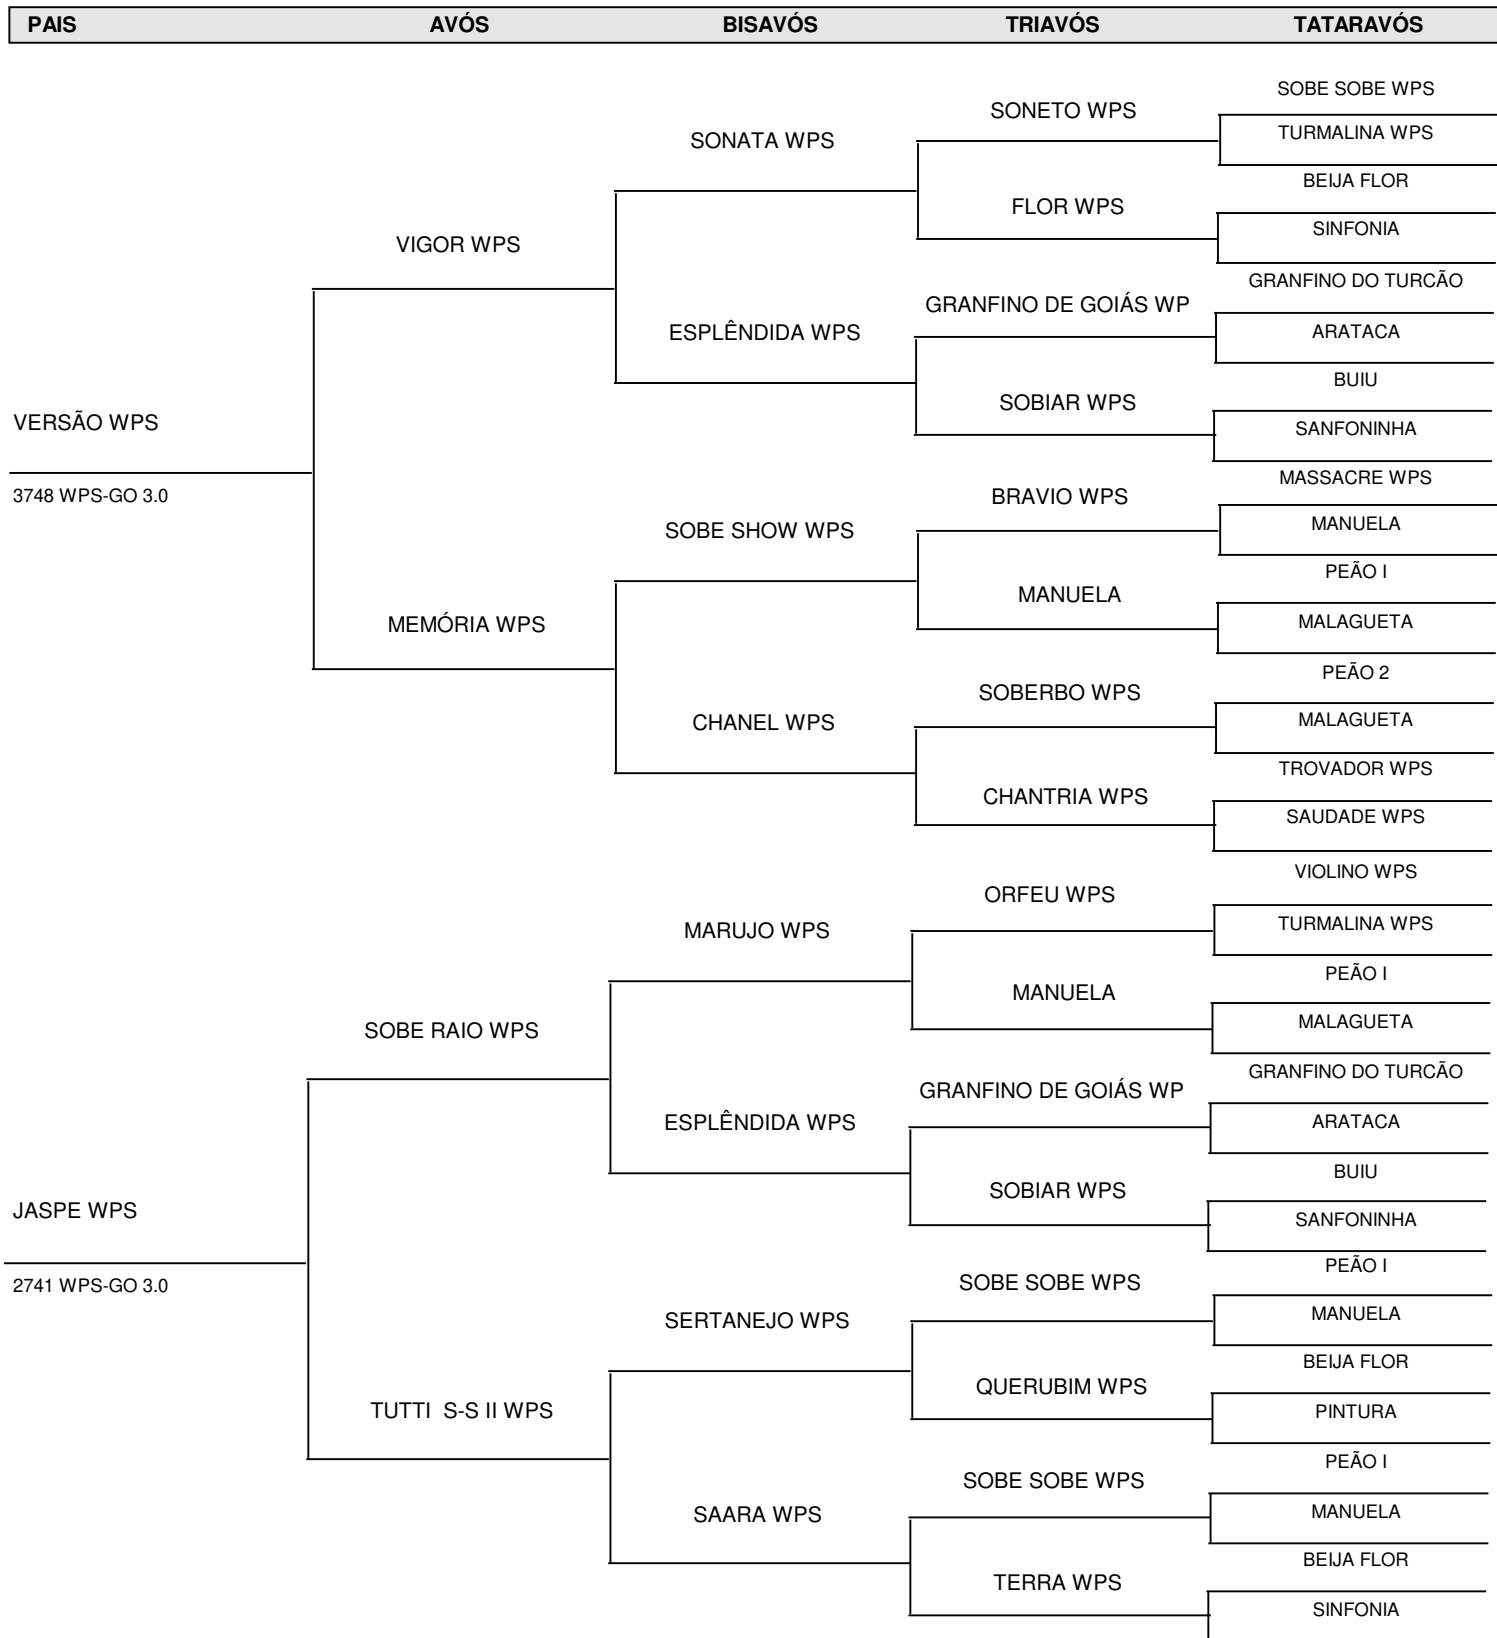 PAIS AVÓS BISAVÓS TRIAVÓS TATARAVÓS
SOBE SOBE WPS
SONETO WPS
TURMALINA WPS
SONATA WPS
BEIJA FLOR
FLOR WPS
SINFONIA
VIGOR WPS
GRANFINO DO TURCÃO
GRANFINO DE GOIÁS WP
ARATACA
ESPLÊNDIDA WPS
BUIU
SOBIAR WPS
SANFONINHA
VERSÃO WPS
3748 WPS-GO 3.0
MASSACRE WPS
BRAVIO WPS
MANUELA
SOBE SHOW WPS
PEÃO I
MANUELA
MALAGUETA
MEMÓRIA WPS
PEÃO 2
SOBERBO WPS
MALAGUETA
CHANEL WPS
TROVADOR WPS
CHANTRIA WPS
SAUDADE WPS
VIOLINO WPS
ORFEU WPS
TURMALINA WPS
MARUJO WPS
PEÃO I
MANUELA
MALAGUETA
SOBE RAIO WPS
GRANFINO DO TURCÃO
GRANFINO DE GOIÁS WP
ARATACA
ESPLÊNDIDA WPS
BUIU
SOBIAR WPS
SANFONINHA
JASPE WPS
2741 WPS-GO 3.0
PEÃO I
SOBE SOBE WPS
MANUELA
SERTANEJO WPS
BEIJA FLOR
QUERUBIM WPS
PINTURA
TUTTI S-S II WPS
PEÃO I
SOBE SOBE WPS
MANUELA
SAARA WPS
BEIJA FLOR
TERRA WPS
SINFONIA